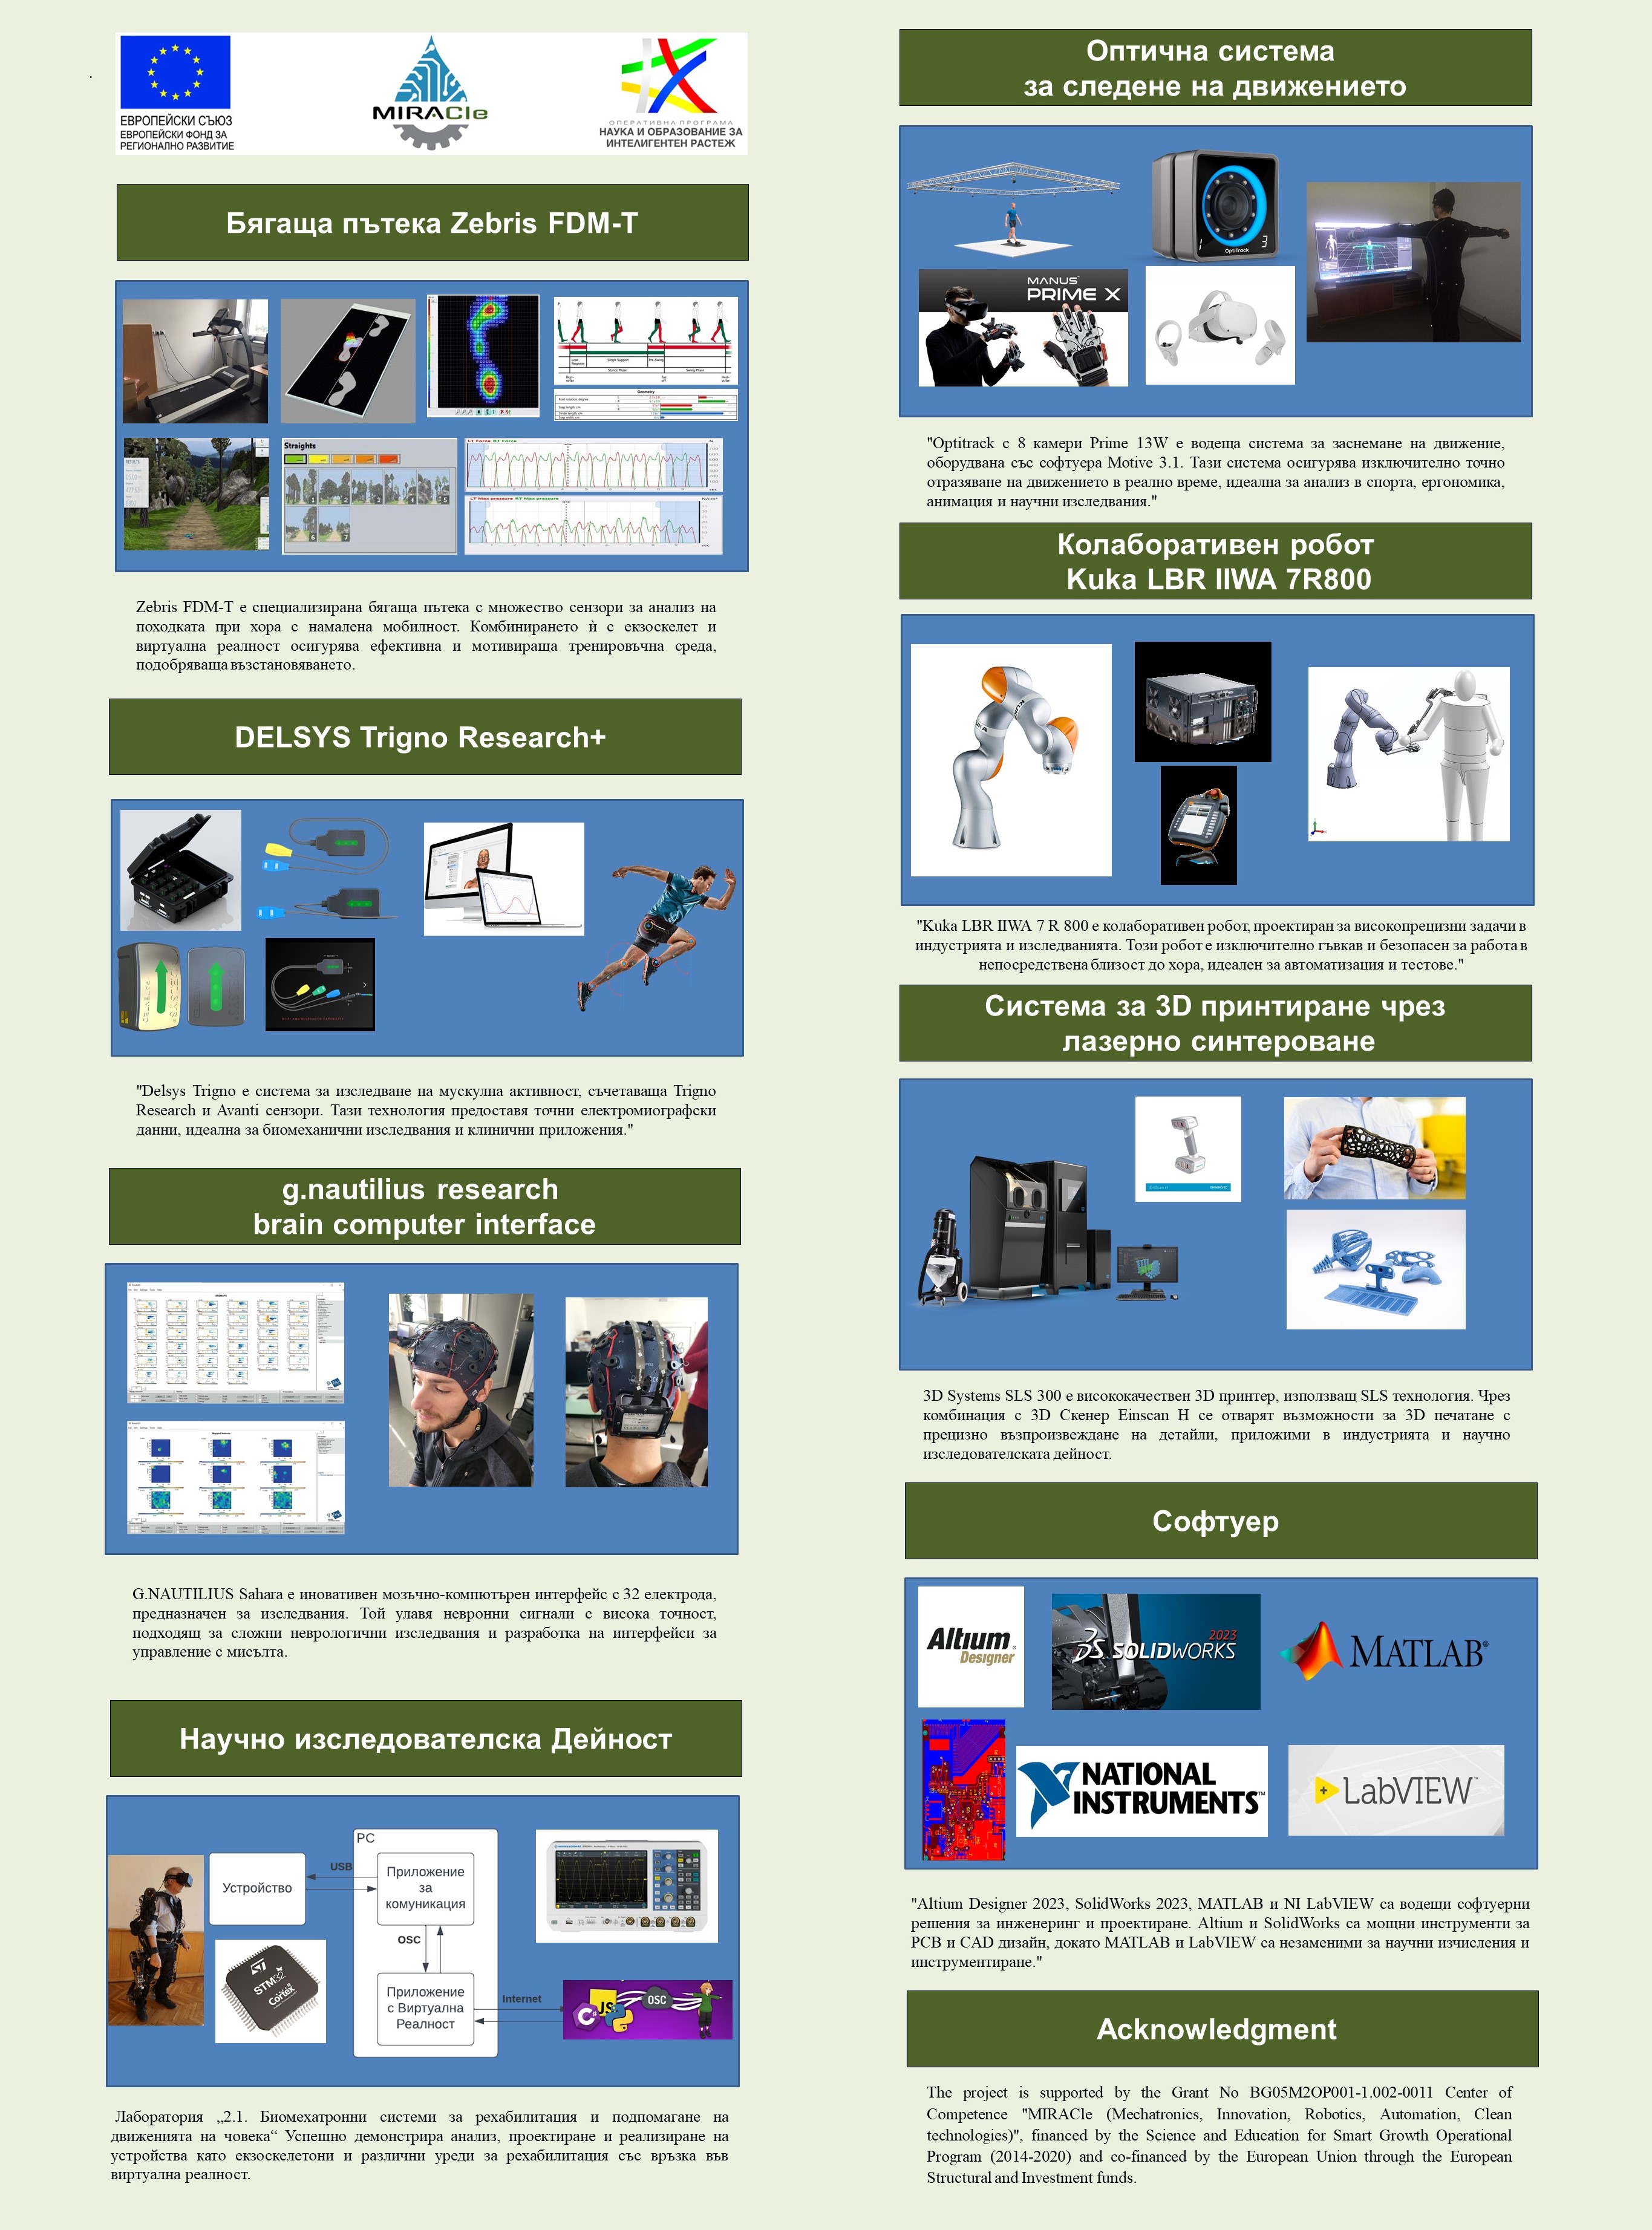 ЕВРОПЕЙСКИ СЪЮЗ
ЕВРОПЕЙСКИ ФОНД ЗА
РЕГИОНАЛНО РАЗВИТИЕ
MIRACle
ОПЕРАТИВНА ПРОГРАМА
НАУКА И ОБРАЗОВАНИЕ ЗА
ИНТЕЛИГЕНТЕН РАСТЕЖ
Бягаща пътека Zebris FDM-T
Straights
Zebris FDM-T е специализирана бягаща пътека с множество сензори за анализ на
походката при хора с намалена мобилност. Комбинирането ѝ с екзоскелет и
виртуална реалност осигурява ефективна и мотивираща тренировъчна среда,
подобряваща възстановяването.
DELSYS Trigno Research+
"Delsys Trigno е система за изследване на мускулна активност, съчетаваща Trigno
Research и Avanti сензори. Тази технология предоставя точни електромиографски
данни, идеална за биомеханични изследвания и клинични приложения."
g.nautilius research
brain computer interface
G.NAUTILIUS Sahara е иновативен мозъчно-компютърен интерфейс с 32 електрода,
предназначен за изследвания. Той улавя невронни сигнали с висока точност,
подходящ за сложни неврологични изследвания и разработка на интерфейси за
управление с мисълта.
Научно изследователска Дейност
PC
USB
Устройство
Приложение
за
комуникация
OSC
Приложение
с Виртуална
Реалност
Internet
STM32
Cortex
JS
OSC
Лаборатория „2.1. Биомехатронни системи за рехабилитация и подпомагане на
движенията на човека“ Успешно демонстрира анализ, проектиране и реализиране на
устройства като екзоскелетони и различни уреди за рехабилитация със връзка във
виртуална реалност.
Оптична система
за следене на движението
OptiTrack
MANUS
PRIME X
"Optitrack с 8 камери Prime 13W е водеща система за заснемане на движение,
оборудвана със софтуера Motive 3.1. Тази система осигурява изключително точно
отразяване на движението в реално време, идеална за анализ в спорта, ергономика,
анимация и научни изследвания."
Колаборативен робот
Kuka LBR IIWA 7R800
"Kuka LBR IIWA 7 R 800 е колаборативен робот, проектиран за високопрецизни задачи в
индустрията и изследванията. Този робот е изключително гъвкав и безопасен за работа в
непосредствена близост до хора, идеален за автоматизация и тестове."
Система за 3D принтиране чрез
лазерно синтероване
3D Systems SLS 300 е висококачествен 3D принтер, използващ SLS технология. Чрез
комбинация с 3D Скенер Einscan H се отварят възможности за 3D печатане с
прецизно възпроизвеждане на детайли, приложими в индустрията и научно
изследователската дейност.
Софтуер
Altium
Designer
2023
SOLIDWORKS
MATLAB®
NATIONAL
INSTRUMENTS™
LabVIEW™
"Altium Designer 2023, SolidWorks 2023, MATLAB и NI LabVIEW са водещи софтуерни
решения за инженеринг и проектиране. Altium и SolidWorks са мощни инструменти за
PCB и CAD дизайн, докато MATLAB и LabVIEW са незаменими за научни изчисления и
инструментиране."
Acknowledgment
The project is supported by the Grant No BG05M2OP001-1.002-0011 Center of
Competence "MIRACle (Mechatronics, Innovation, Robotics, Automation, Clean
technologies)", financed by the Science and Education for Smart Growth Operational
Program (2014-2020) and co-financed by the European Union through the European
Structural and Investment funds.